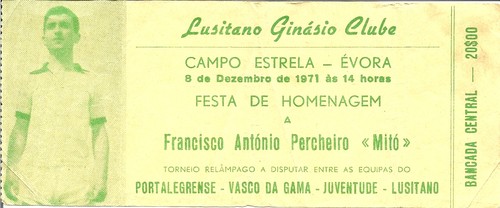 Lusitano Ginásio Clube
CAMPO ESTRELA - ÉVORA
8 de Dezembro de 1971 às 14 horas
FESTA DE HOMENAGEM
A
Francisco António Percheiro «Mitó»
TORNEIO RELÂMPAGO A DISPUTAR ENTRE AS EQUIPAS DO
PORTALEGRENSE - VASCO DA GAMA - JUVENTUDE - LUSITANO
BANCADA CENTRAL — 20$00